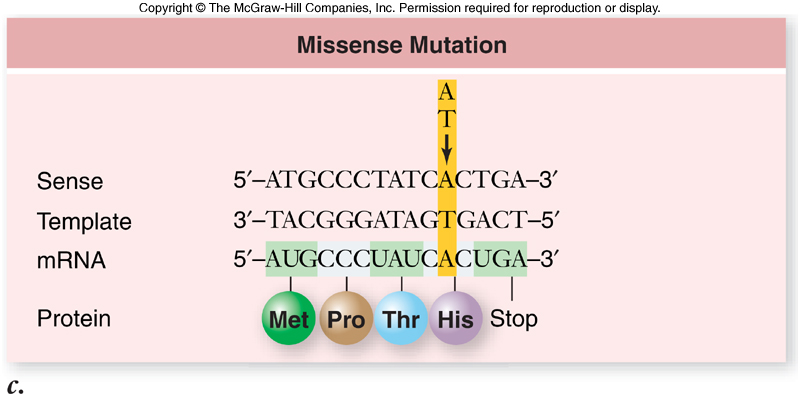 Copyright © The McGraw-Hill Companies, Inc. Permission required for reproduction or display.
Missense Mutation
A
T
Sense 5′–ATGCCCTATCACTGA–3′
Template 3′–TACGGGATAGTGACT–5′
mRNA 5′–AUGCCCUAUCACUGA–3′
Protein Met Pro Thr His Stop
c.